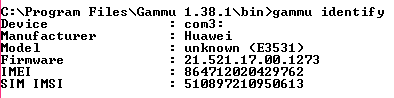 C:\Program Files\Gammu 1.38.1\bin>gammu identify
Device : com3:
Manufacturer : Huawei
Model : unknown (E3531)
Firmware : 21.521.17.00.1273
IMEI : 864712020429762
SIM IMSI : 510897210950613